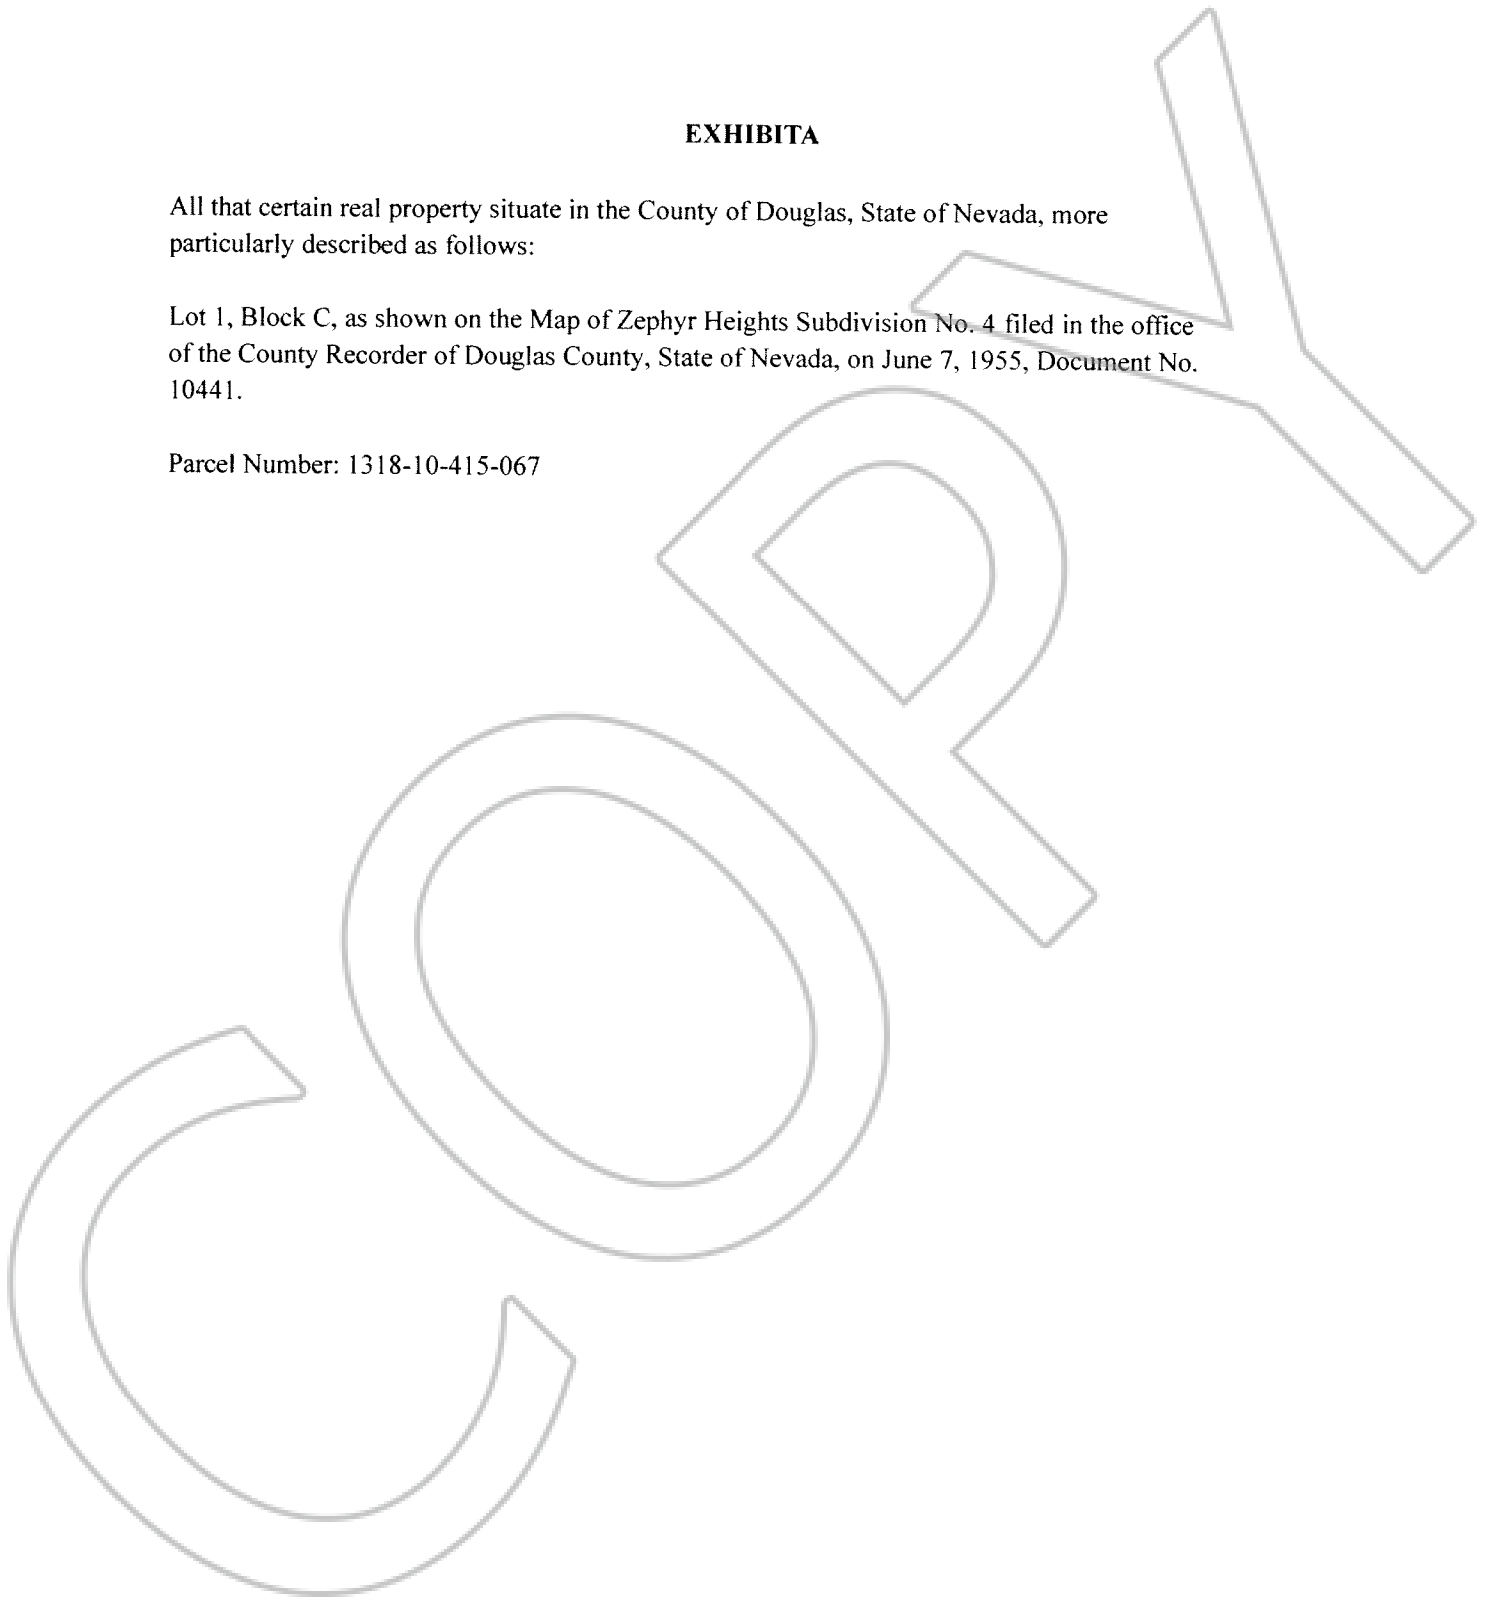 EXHIBITA
All that certain real property situate in the County of Douglas, State of Nevada, more
particularly described as follows:
Lot 1, Block C, as shown on the Map of Zephyr Heights Subdivision No. 4 filed in the office
of the County Recorder of Douglas County, State of Nevada, on June 7, 1955, Document No.
10441.
Parcel Number: 1318-10-415-067
COPY